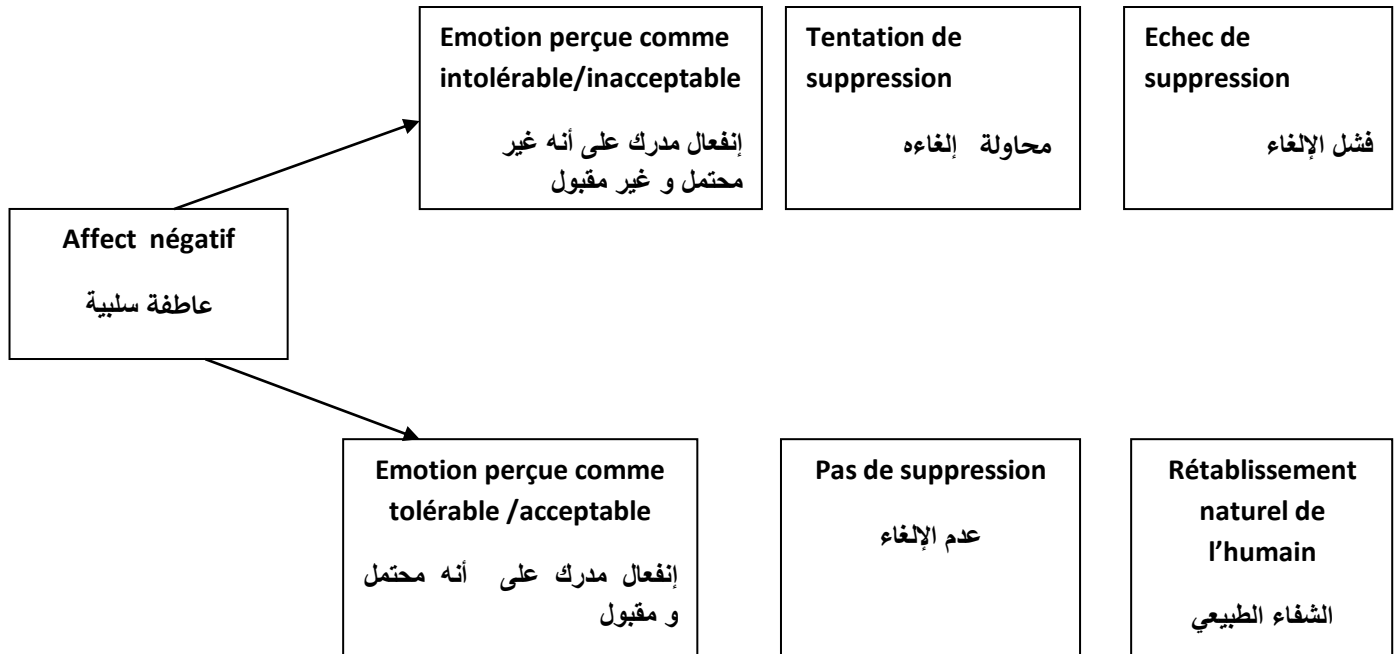 Emotion perçue comme
intolérable/inacceptable
إنفعال مدرك على أنه غير
محتمل و غير مقبول
Tentation de
suppression
محاولة إلغاءه
Echec de
suppression
فشل الإلغاء
Affect négatif
عاطفة سلبية
Emotion perçue comme
tolérable /acceptable
إنفعال مدرك على أنه محتمل
و مقبول
Pas de suppression
عدم الإلغاء
Rétablissement
naturel de
l’humain
الشفاء الطبيعي